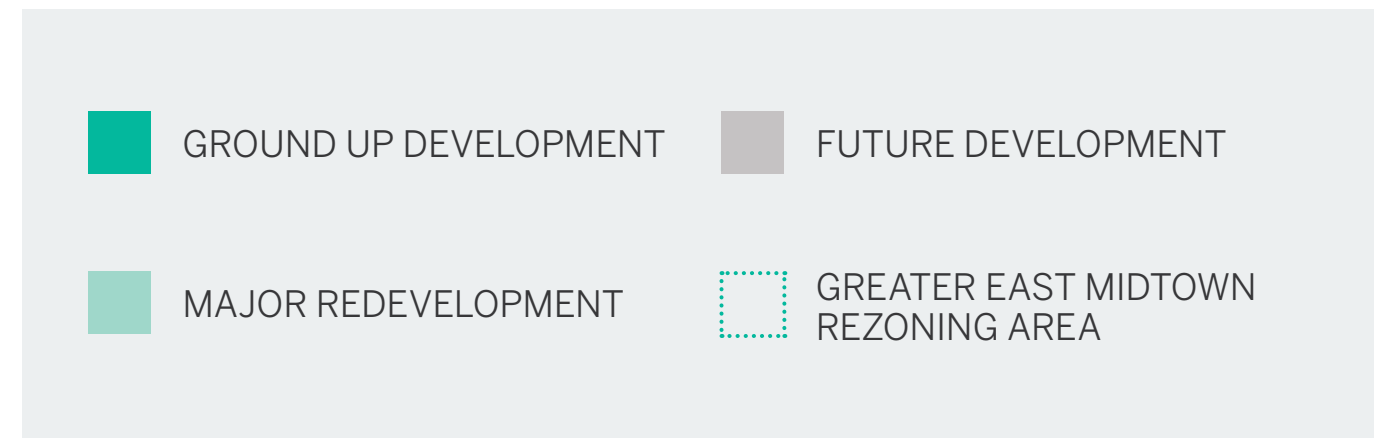 GROUND UP DEVELOPMENT
FUTURE DEVELOPMENT
MAJOR REDEVELOPMENT
GREATER EAST MIDTOWN
REZONING AREA